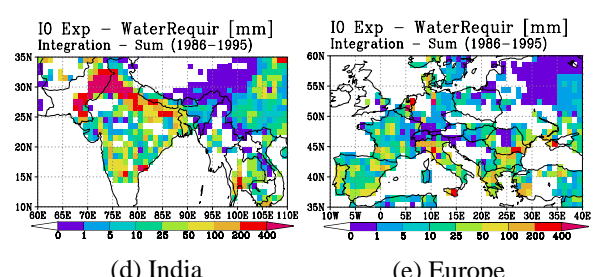 IO Exp - WaterRequir [mm]
Integration - Sum (1986-1995)
35N
30N
25N
20N
15N
10N
60E 65E 70E 75E 80E 85E 90E 95E 100E 105E 110E
0 1 5 10 25 50 100 200 400
(d) India
IO Exp - WaterRequir [mm]
Integration - Sum (1986-1995)
60N
55N
50N
45N
40N
35N
10W 5W 0 5E 10E 15E 20E 25E 30E 35E 40E
0 1 5 10 25 50 100 200 400
(e) Europe